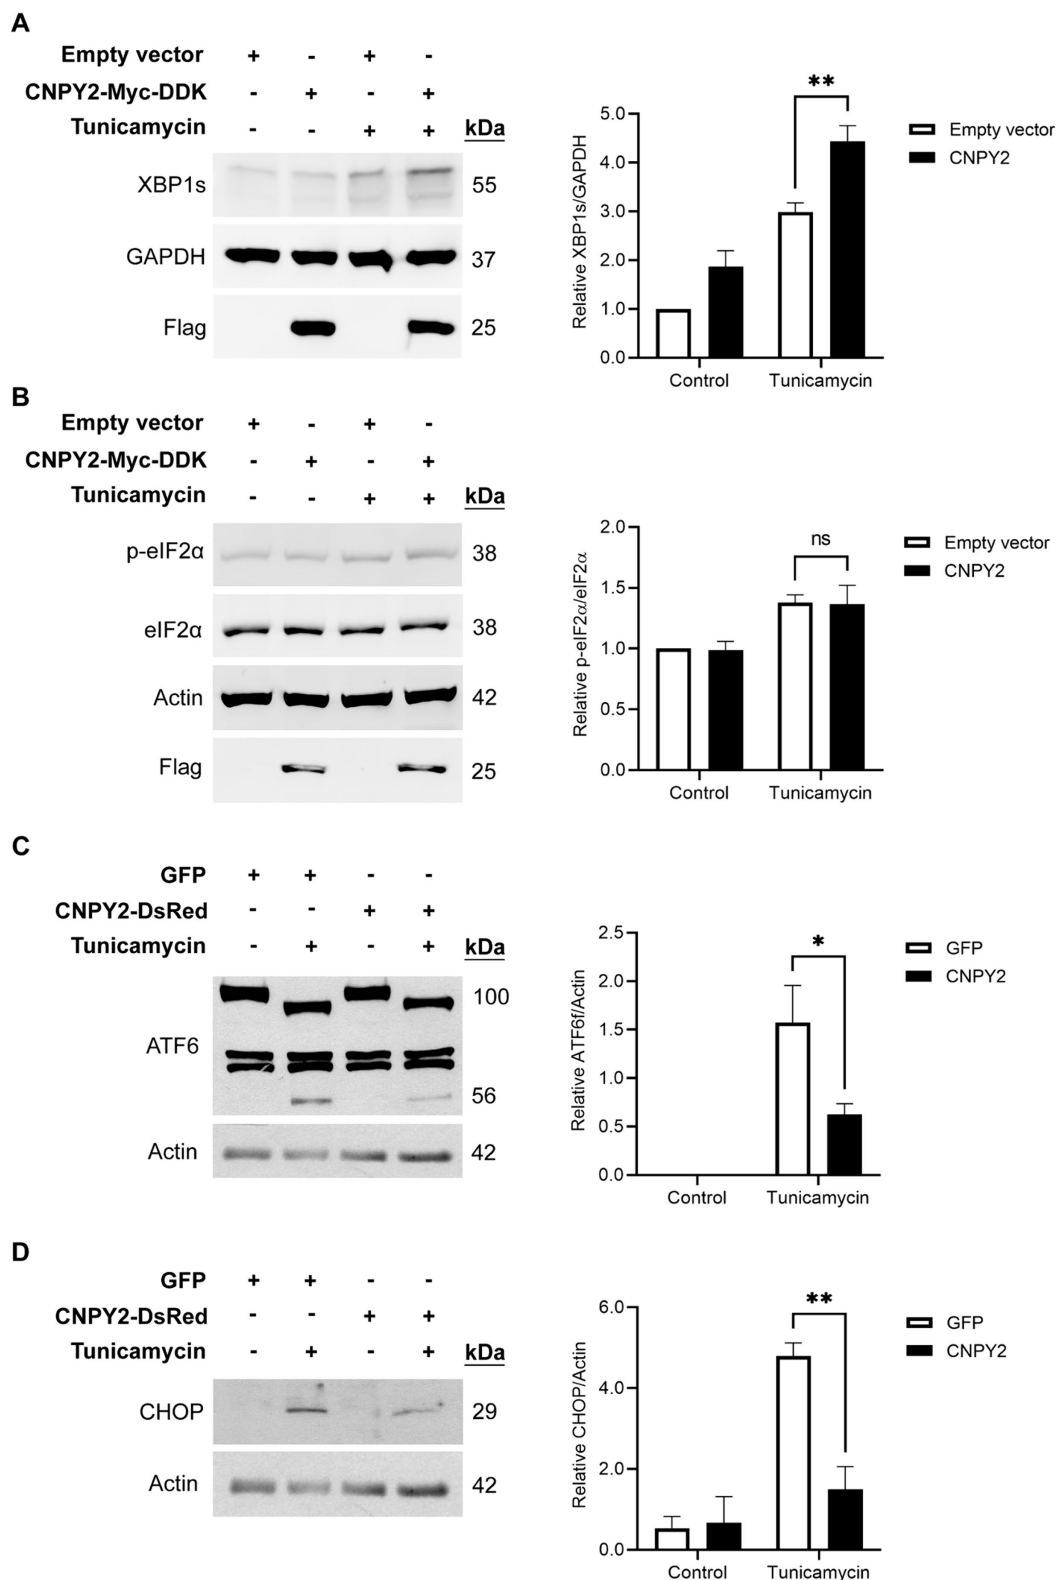 A
Empty vector + - + -
CNPY2-Myc-DDK - + - +
Tunicamycin - - + + kDa
XBP1s 55
GAPDH 37
Flag 25
**
Relative XBP1s/GAPDH
5.0
4.0
3.0
2.0
1.0
0.0
Control Tunicamycin
Empty vector
CNPY2
B
Empty vector + - + -
CNPY2-Myc-DDK - + - +
Tunicamycin - - + + kDa
p-eIF2α 38
eIF2α 38
Actin 42
Flag 25
ns
Relative p-eIF2α/eIF2α
2.0
1.5
1.0
0.5
0.0
Control Tunicamycin
Empty vector
CNPY2
C
GFP + + - -
CNPY2-DsRed - - + +
Tunicamycin - + - + kDa
100
ATF6
56
Actin 42
*
Relative ATF6f/Actin
2.5
2.0
1.5
1.0
0.5
0.0
Control Tunicamycin
GFP
CNPY2
D
GFP + + - -
CNPY2-DsRed - - + +
Tunicamycin - + - + kDa
CHOP 29
Actin 42
**
Relative CHOP/Actin
6.0
4.0
2.0
0.0
Control Tunicamycin
GFP
CNPY2